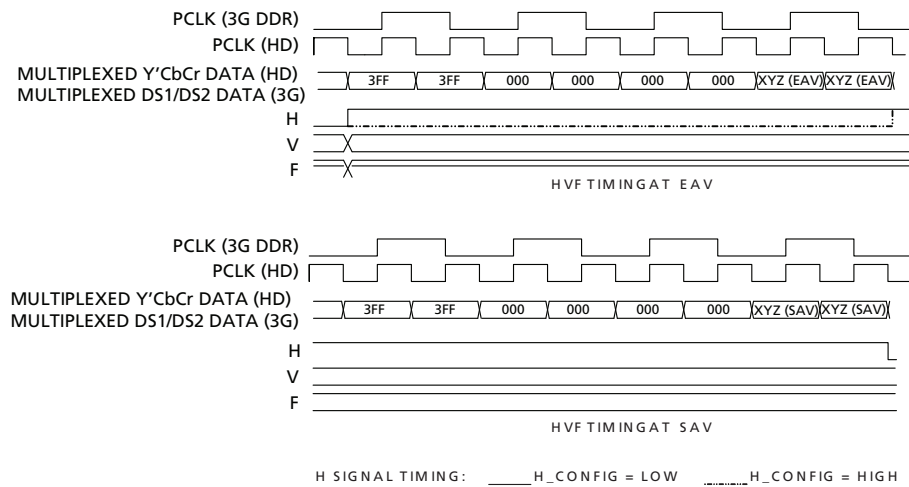 PCLK (3G DDR)
PCLK (HD)
MULTIPLEXED Y'CbCr DATA (HD)
MULTIPLEXED DS1/DS2 DATA (3G)
3FF 3FF 000 000 000 000 XYZ (EAV) XYZ (EAV)
H
V
F
HVF TIMING AT EAV
PCLK (3G DDR)
PCLK (HD)
MULTIPLEXED Y'CbCr DATA (HD)
MULTIPLEXED DS1/DS2 DATA (3G)
3FF 3FF 000 000 000 000 XYZ (SAV) XYZ (SAV)
H
V
F
HVF TIMING AT SAV
H SIGNAL TIMING: H_CONFIG = LOW H_CONFIG = HIGH